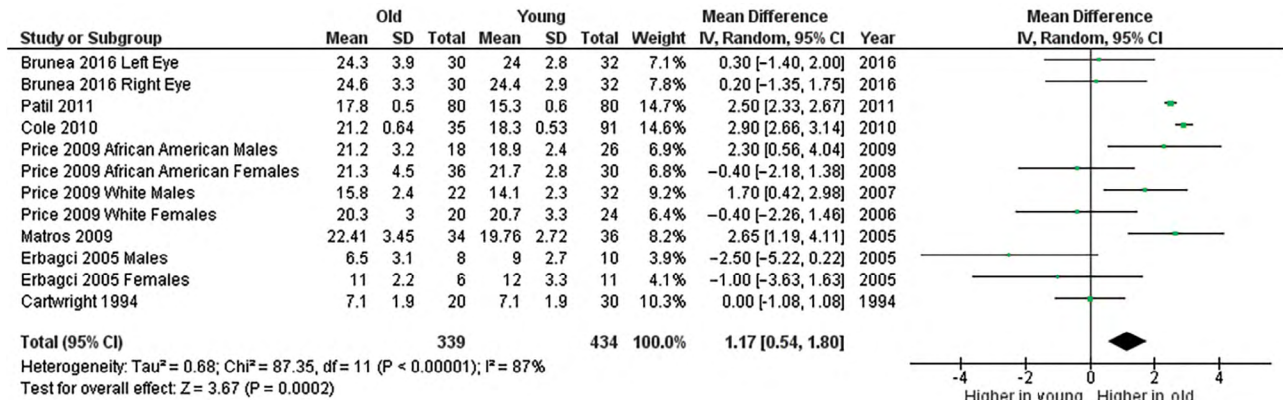 Old Young Mean Difference Mean Difference
Study or Subgroup Mean SD Total Mean SD Total Weight IV, Random, 95% CI Year IV, Random, 95% CI
Brunea 2016 Left Eye 24.3 3.9 30 24 2.8 32 7.1% 0.30 [−1.40, 2.00] 2016
Brunea 2016 Right Eye 24.6 3.3 30 24.4 2.9 32 7.8% 0.20 [−1.35, 1.75] 2016
Patil 2011 17.8 0.5 80 15.3 0.6 80 14.7% 2.50 [2.33, 2.67] 2011
Cole 2010 21.2 0.64 35 18.3 0.53 91 14.6% 2.90 [2.66, 3.14] 2010
Price 2009 African American Males 21.2 3.2 18 18.9 2.4 26 6.9% 2.30 [0.56, 4.04] 2009
Price 2009 African American Females 21.3 4.5 36 21.7 2.8 30 6.8% −0.40 [−2.18, 1.38] 2008
Price 2009 White Males 15.8 2.4 22 14.1 2.3 32 9.2% 1.70 [0.42, 2.98] 2007
Price 2009 White Females 20.3 3 20 20.7 3.3 24 6.4% −0.40 [−2.26, 1.46] 2006
Matros 2009 22.41 3.45 34 19.76 2.72 36 8.2% 2.65 [1.19, 4.11] 2005
Erbagci 2005 Males 6.5 3.1 8 9 2.7 10 3.9% −2.50 [−5.22, 0.22] 2005
Erbagci 2005 Females 11 2.2 6 12 3.3 11 4.1% −1.00 [−3.63, 1.63] 2005
Cartwright 1994 7.1 1.9 20 7.1 1.9 30 10.3% 0.00 [−1.08, 1.08] 1994
Total (95% CI) 339 434 100.0% 1.17 [0.54, 1.80]
Heterogeneity: Tau² = 0.68; Chi² = 87.35, df = 11 (P < 0.00001); I² = 87%
Test for overall effect: Z = 3.67 (P = 0.0002)
-4 -2 0 2 4
Higher in young Higher in old